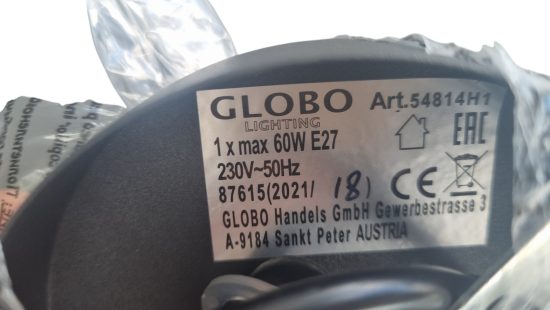 GLOBO Art.54814H1
LIGHTING
1 x max 60W E27
230V~50Hz EAC
87615(2021/ 18) CE
GLOBO Handels GmbH Gewerbestrasse 3
A-9184 Sankt Peter AUSTRIA